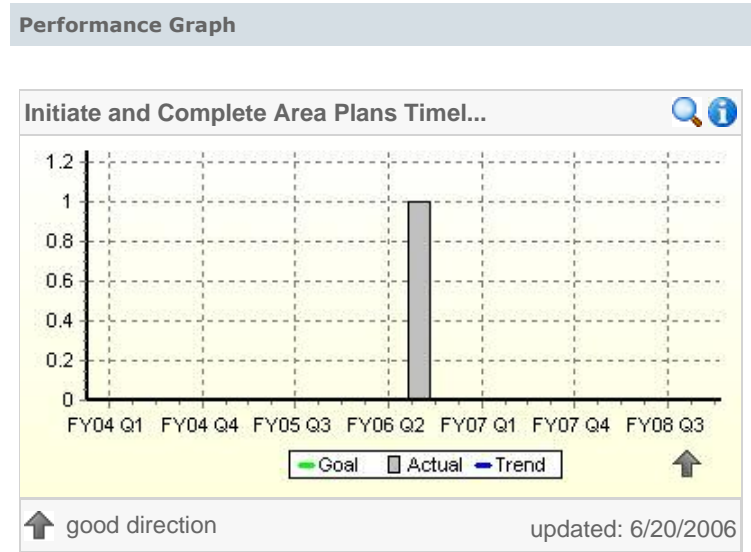 Performance Graph
Initiate and Complete Area Plans Timel...
1.2
1
0.8
0.6
0.4
0.2
0
FY04 Q1 FY04 Q4 FY05 Q3 FY06 Q2 FY07 Q1 FY07 Q4 FY08 Q3
Goal Actual Trend
good direction updated: 6/20/2006